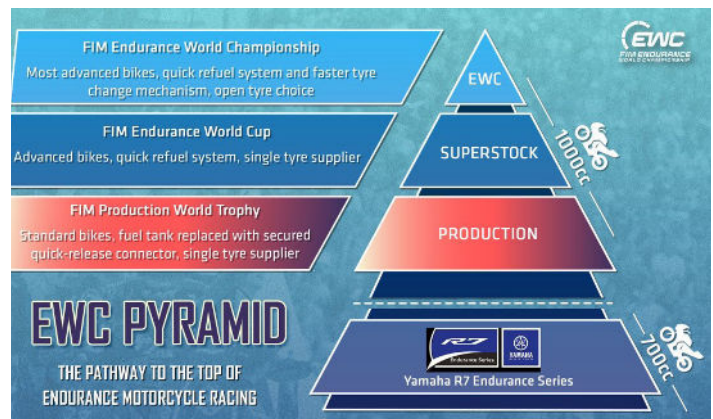 FIM Endurance World Championship
Most advanced bikes, quick refuel system and faster tyre
change mechanism, open tyre choice
FIM Endurance World Cup
Advanced bikes, quick refuel system, single tyre supplier
FIM Production World Trophy
Standard bikes, fuel tank replaced with secured
quick-release connector, single tyre supplier
EWC PYRAMID
THE PATHWAY TO THE TOP OF
ENDURANCE MOTORCYCLE RACING
EWC
SUPERSTOCK
PRODUCTION
R7
Endurance Series
YAMAHA
Yamaha R7 Endurance Series
EWC
FIM ENDURANCE
WORLD CHAMPIONSHIP
1000cc
700cc